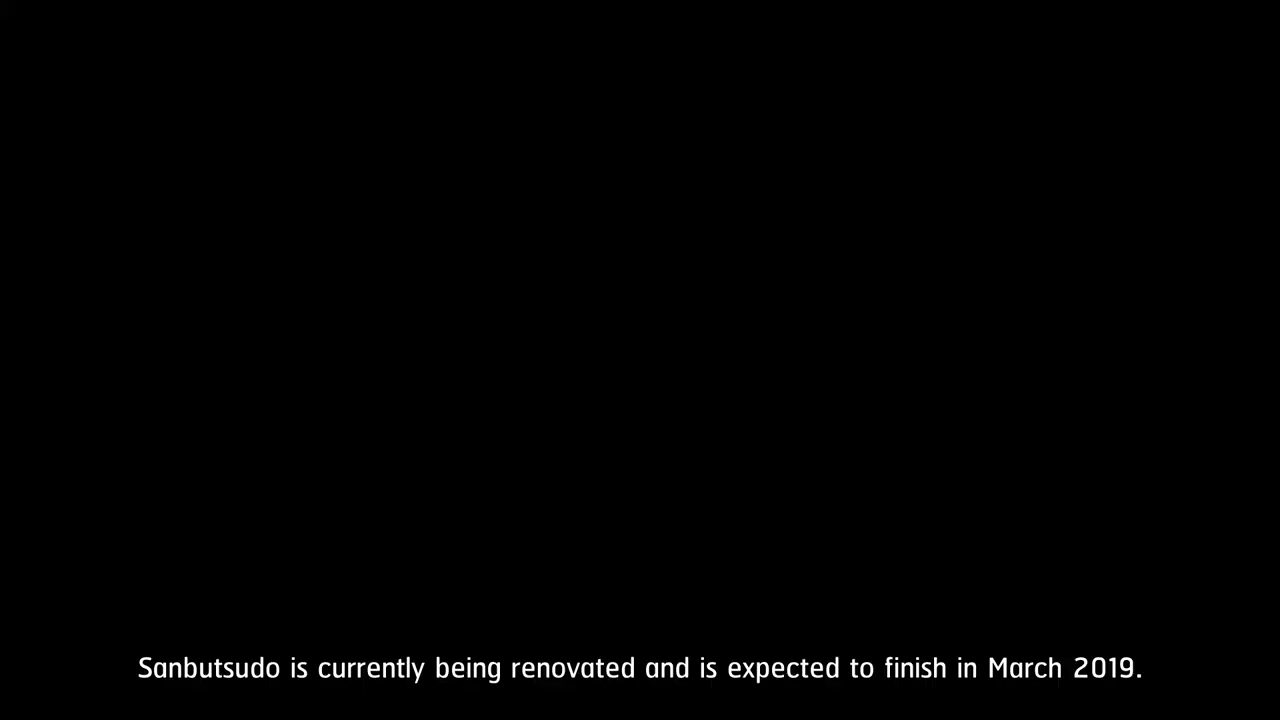 Sanbutsudo is currently being renovated and is expected to finish in March 2019.